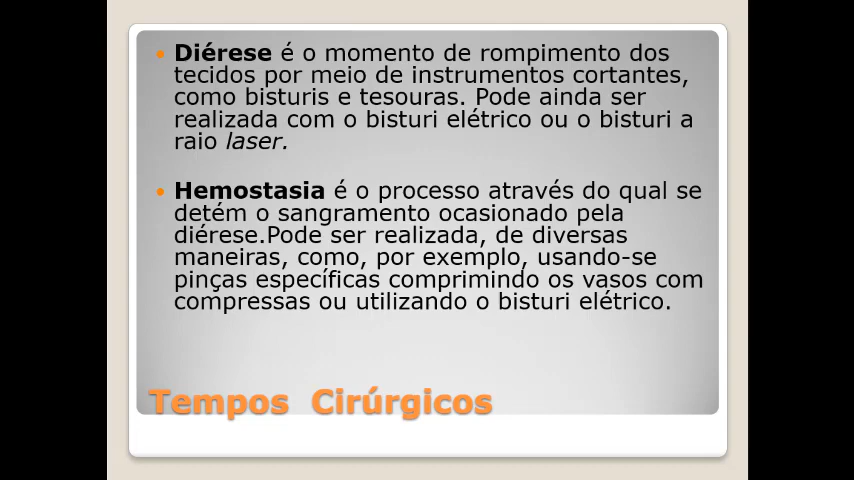 Diérese é o momento de rompimento dos
tecidos por meio de instrumentos cortantes,
como bisturis e tesouras. Pode ainda ser
realizada com o bisturi elétrico ou o bisturi a
raio laser.
Hemostasia é o processo através do qual se
detém o sangramento ocasionado pela
diérese.Pode ser realizada, de diversas
maneiras, como, por exemplo, usando-se
pinças específicas comprimindo os vasos com
compressas ou utilizando o bisturi elétrico.
Tempos Cirúrgicos